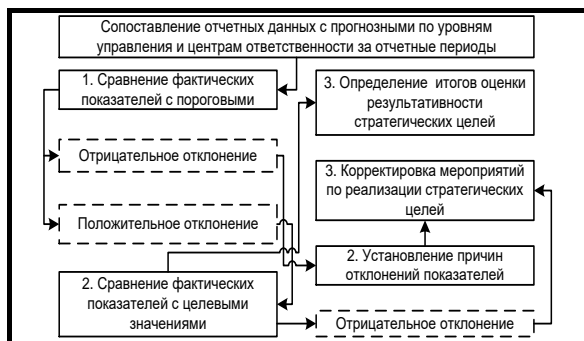 Сопоставление отчетных данных с прогнозными по уровням
управления и центрам ответственности за отчетные периоды
1. Сравнение фактических
показателей с пороговыми
3. Определение итогов оценки
результативности
стратегических целей
Отрицательное отклонение
3. Корректировка мероприятий
по реализации стратегических
целей
Положительное отклонение
2. Установление причин
отклонений показателей
2. Сравнение фактических
показателей с целевыми
значениями
Отрицательное отклонение